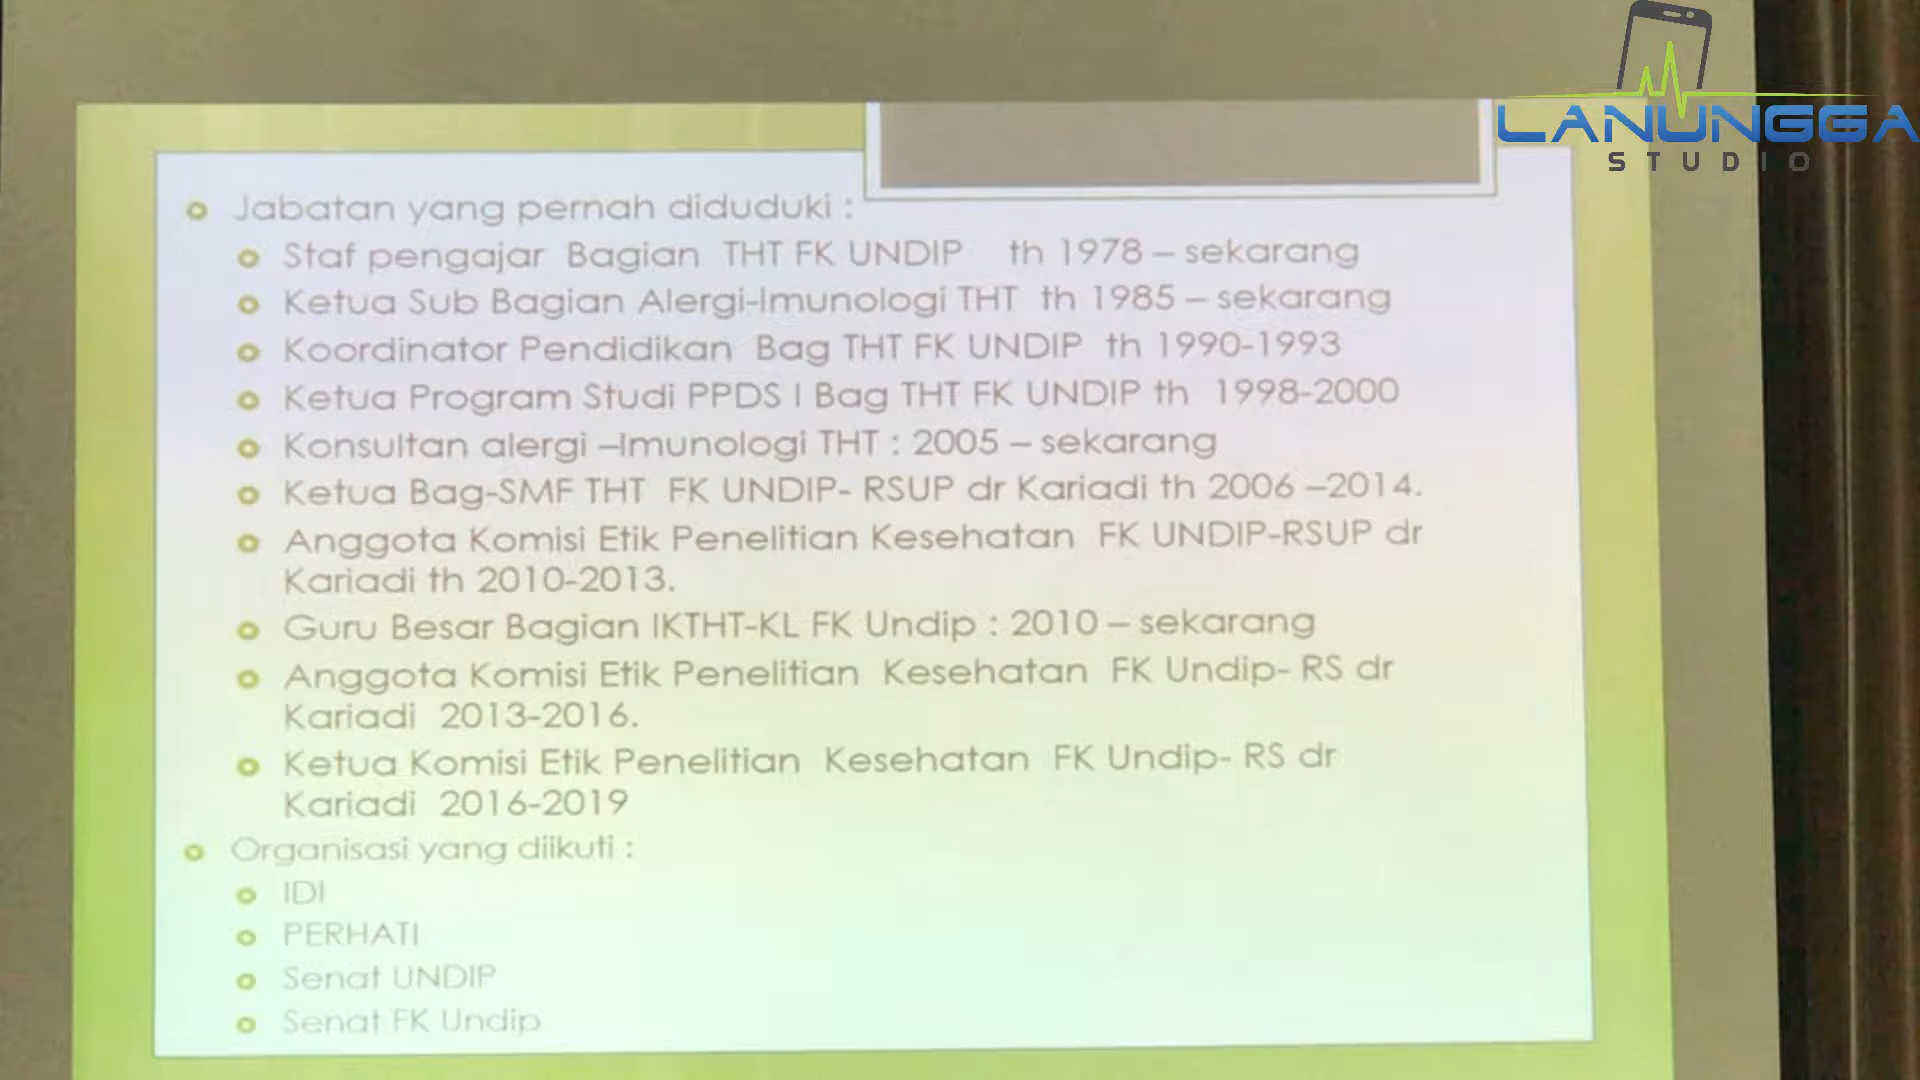 LANUNGGA
STUDIO
Jabatan yang pernah diduduki :
Staf pengajar Bagian THT FK UNDIP th 1978 – sekarang
Ketua Sub Bagian Alergi-Imunologi THT th 1985 – sekarang
Koordinator Pendidikan Bag THT FK UNDIP th 1990-1993
Ketua Program Studi PPDS I Bag THT FK UNDIP th 1998-2000
Konsultan alergi –Imunologi THT : 2005 – sekarang
Ketua Bag-SMF THT FK UNDIP- RSUP dr Kariadi th 2006 –2014.
Anggota Komisi Etik Penelitian Kesehatan FK UNDIP-RSUP dr
Kariadi th 2010-2013.
Guru Besar Bagian IKTHT-KL FK Undip : 2010 – sekarang
Anggota Komisi Etik Penelitian Kesehatan FK Undip- RS dr
Kariadi 2013-2016.
Ketua Komisi Etik Penelitian Kesehatan FK Undip- RS dr
Kariadi 2016-2019
Organisasi yang diikuti :
IDI
PERHATI
Senat UNDIP
Senat FK Undip